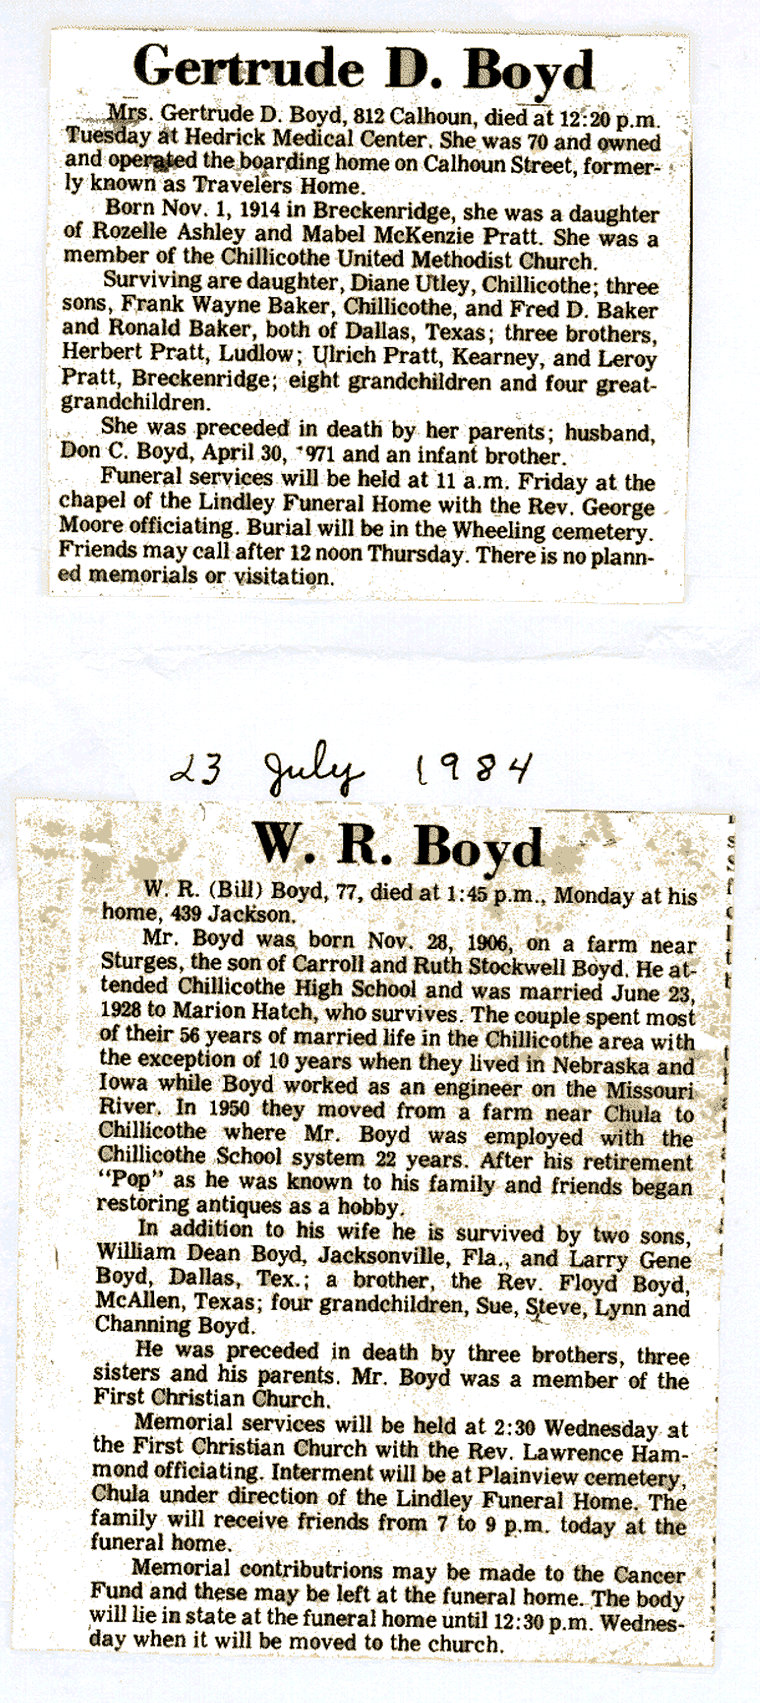 Gertrude D. Boyd
Mrs. Gertrude D. Boyd, 812 Calhoun, died at 12:20 p.m.
Tuesday at Hedrick Medical Center. She was 70 and owned
and operated the boarding home on Calhoun Street, former-
ly known as Travelers Home.
Born Nov. 1, 1914 in Breckenridge, she was a daughter
of Rozelle Ashley and Mabel McKenzie Pratt. She was a
member of the Chillicothe United Methodist Church.
Surviving are daughter, Diane Utley, Chillicothe; three
sons, Frank Wayne Baker, Chillicothe, and Fred D. Baker
and Ronald Baker, both of Dallas, Texas; three brothers,
Herbert Pratt, Ludlow; Ulrich Pratt, Kearney, and Leroy
Pratt, Breckenridge; eight grandchildren and four great-
grandchildren.
She was preceded in death by her parents; husband,
Don C. Boyd, April 30, 971 and an infant brother.
Funeral services will be held at 11 a.m. Friday at the
chapel of the Lindley Funeral Home with the Rev. George
Moore officiating. Burial will be in the Wheeling cemetery.
Friends may call after 12 noon Thursday. There is no plann-
ed memorials or visitation.
23 July 1984
W. R. Boyd
W. R. (Bill) Boyd, 77, died at 1:45 p.m., Monday at his
home, 439 Jackson.
Mr. Boyd was born Nov. 28, 1906, on a farm near
Sturges, the son of Carroll and Ruth Stockwell Boyd. He at-
tended Chillicothe High School and was married June 23,
1928 to Marion Hatch, who survives. The couple spent most
of their 56 years of married life in the Chillicothe area with
the exception of 10 years when they lived in Nebraska and
Iowa while Boyd worked as an engineer on the Missouri
River. In 1950 they moved from a farm near Chula to
Chillicothe where Mr. Boyd was employed with the
Chillicothe School system 22 years. After his retirement
"Pop" as he was known to his family and friends began
restoring antiques as a hobby.
In addition to his wife he is survived by two sons,
William Dean Boyd, Jacksonville, Fla., and Larry Gene
Boyd, Dallas, Tex.; a brother, the Rev. Floyd Boyd,
McAllen, Texas; four grandchildren, Sue, Steve, Lynn and
Channing Boyd.
He was preceded in death by three brothers, three
sisters and his parents. Mr. Boyd was a member of the
First Christian Church.
Memorial services will be held at 2:30 Wednesday at
the First Christian Church with the Rev. Lawrence Ham-
mond officiating. Interment will be at Plainview cemetery,
Chula under direction of the Lindley Funeral Home. The
family will receive friends from 7 to 9 p.m. today at the
funeral home.
Memorial contributrions may be made to the Cancer
Fund and these may be left at the funeral home. The body
will lie in state at the funeral home until 12:30 p.m. Wednes-
day when it will be moved to the church.